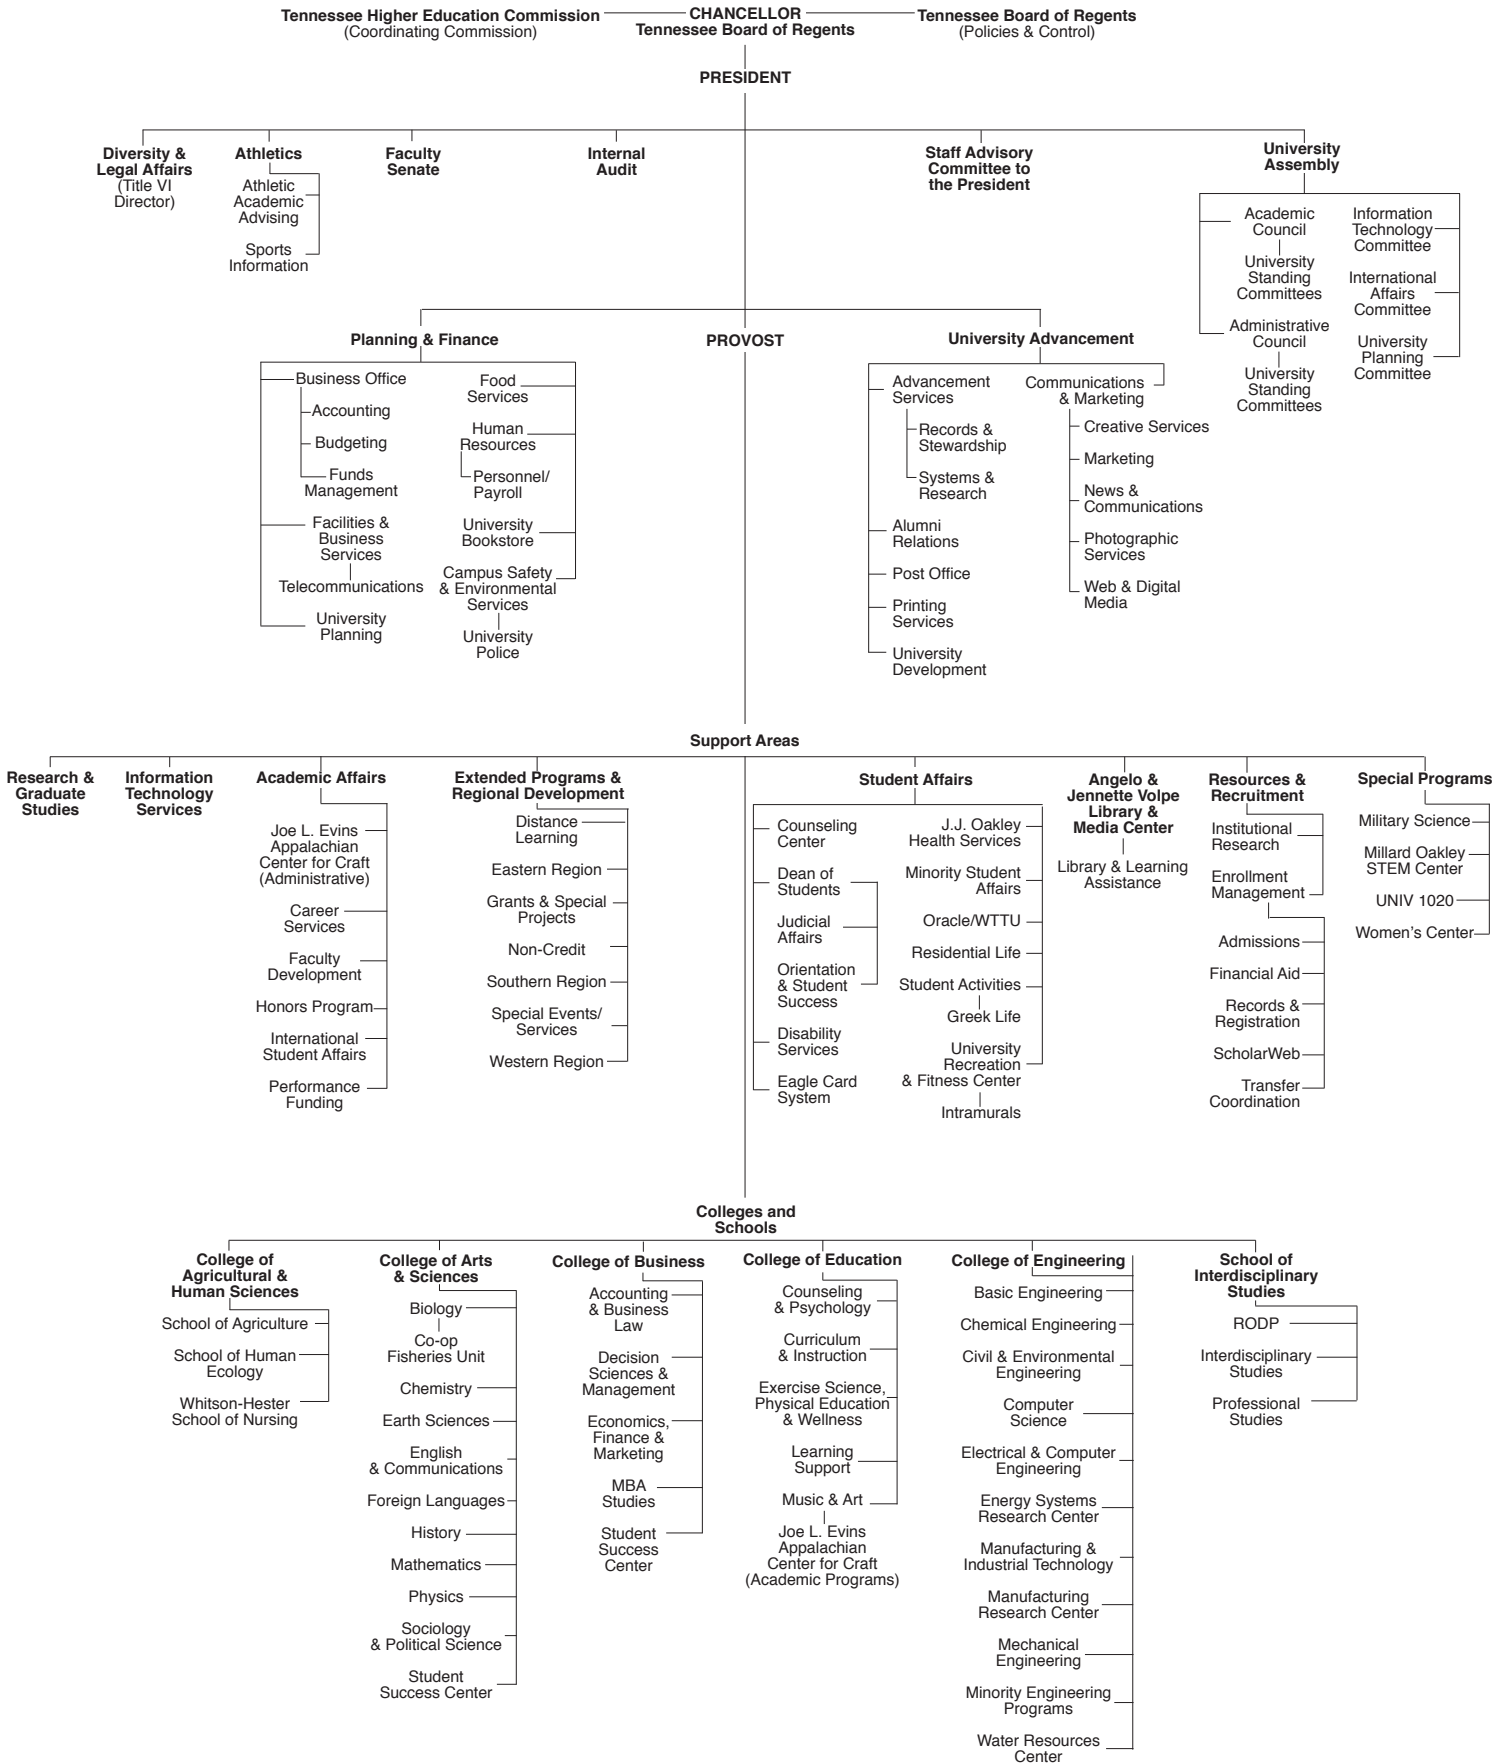 Tennessee Higher Education Commission
(Coordinating Commission)
CHANCELLOR
Tennessee Board of Regents
Tennessee Board of Regents
(Policies & Control)
PRESIDENT
Diversity &
Legal Affairs
(Title VI
Director)
Athletics
Athletic
Academic
Advising
Sports
Information
Faculty
Senate
Internal
Audit
Staff Advisory
Committee to
the President
University
Assembly
Academic
Council
University
Standing
Committees
Administrative
Council
University
Standing
Committees
Information
Technology
Committee
International
Affairs
Committee
University
Planning
Committee
Planning & Finance
Business Office
Accounting
Budgeting
Funds
Management
Facilities &
Business
Services
Telecommunications
University
Planning
Food
Services
Human
Resources
Personnel/
Payroll
University
Bookstore
Campus Safety
& Environmental
Services
University
Police
PROVOST
University Advancement
Advancement
Services
Records &
Stewardship
Systems &
Research
Alumni
Relations
Post Office
Printing
Services
University
Development
Communications
& Marketing
Creative Services
Marketing
News &
Communications
Photographic
Services
Web & Digital
Media
Support Areas
Research &
Graduate
Studies
Information
Technology
Services
Academic Affairs
Joe L. Evins
Appalachian
Center for Craft
(Administrative)
Career
Services
Faculty
Development
Honors Program
International
Student Affairs
Performance
Funding
Extended Programs &
Regional Development
Distance
Learning
Eastern Region
Grants & Special
Projects
Non-Credit
Southern Region
Special Events/
Services
Western Region
Student Affairs
Counseling
Center
Dean of
Students
Judicial
Affairs
Orientation
& Student
Success
Disability
Services
Eagle Card
System
J.J. Oakley
Health Services
Minority Student
Affairs
Oracle/WTTU
Residential Life
Student Activities
Greek Life
University
Recreation
& Fitness Center
Intramurals
Angelo &
Jennette Volpe
Library &
Media Center
Library & Learning
Assistance
Resources &
Recruitment
Institutional
Research
Enrollment
Management
Admissions
Financial Aid
Records &
Registration
ScholarWeb
Transfer
Coordination
Special Programs
Military Science
Millard Oakley
STEM Center
UNIV 1020
Women's Center
Colleges and
Schools
College of
Agricultural &
Human Sciences
School of Agriculture
School of Human
Ecology
Whitson-Hester
School of Nursing
College of Arts
& Sciences
Biology
Co-op
Fisheries Unit
Chemistry
Earth Sciences
English
& Communications
Foreign Languages
History
Mathematics
Physics
Sociology
& Political Science
Student
Success Center
College of Business
Accounting
& Business
Law
Decision
Sciences &
Management
Economics,
Finance &
Marketing
MBA
Studies
Student
Success
Center
College of Education
Counseling
& Psychology
Curriculum
& Instruction
Exercise Science,
Physical Education
& Wellness
Learning
Support
Music & Art
Joe L. Evins
Appalachian
Center for Craft
(Academic Programs)
College of Engineering
Basic Engineering
Chemical Engineering
Civil & Environmental
Engineering
Computer
Science
Electrical & Computer
Engineering
Energy Systems
Research Center
Manufacturing &
Industrial Technology
Manufacturing
Research Center
Mechanical
Engineering
Minority Engineering
Programs
Water Resources
Center
School of
Interdisciplinary
Studies
RODP
Interdisciplinary
Studies
Professional
Studies